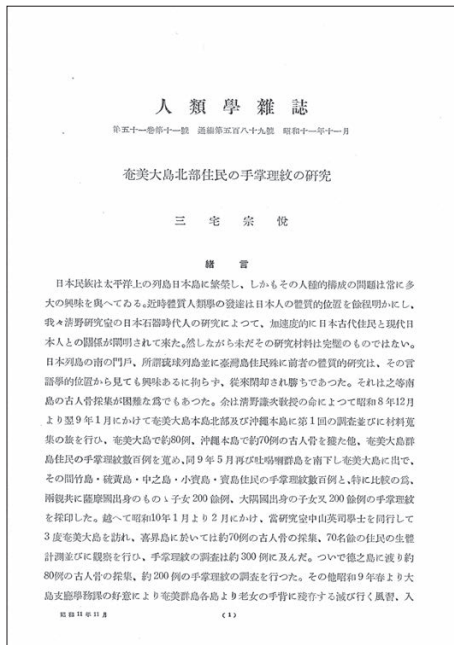 人類學雜誌
第五十一卷第十一號 通編第五百八十九號 昭和十一年十一月
奄美大島北部住民の手掌理紋の硏究
三宅宗悅
緖言
日本民族は太平洋上の列島日本島に繁榮し、しかもその人種的構成の問題は常に多
大の興味を與へてゐる。近時體質人類學の發達は日本人の體質的位置を餘程明かにし、
我々淸野硏究室の日本石器時代人の硏究によつて、加速度的に日本古代住民と現代日
本人との關係が闡明されて來た。然しながら未だその硏究材料は完璧のものではない。
日本列島の南の門戶、所謂琉球列島並に臺灣島住民殊に前者の體質的硏究は、その言
語學的位置から見ても興味あるに拘らず、從來閑却され勝ちであつた。それは之等南
島の古人骨採集が困難な爲でもあつた。余は淸野謙次敎授の命によつて昭和8年12月
より翌9年1月にかけて奄美大島本島北部及び沖繩本島に第1回の調査並びに材料蒐
集の旅を行ひ、奄美大島で約80例、沖繩本島で約70例の古人骨を獲た他、奄美大島群
島住民の手掌理紋數百例を蒐め、同9年5月再び吐噶喇群島を南下し奄美大島に出で、
その間竹島・硫黃島・中之島・小寶島・寶島住民の手掌理紋數百例と、特に比較の爲、
兩親共に薩摩國出身のものゝ子女200餘例、大隅國出身の子女又200餘例の手掌理紋
を採印した。越へて昭和10年1月より2月にかけ、當硏究室中山英司學士を同行して
3度奄美大島を訪れ、喜界島に於いては約70例の古人骨の採集、70名餘の住民の生體
計測並びに觀察を行ひ、手掌理紋の調査は約300例に及んだ。ついで德之島に渡り約
80例の古人骨の採集、約200例の手掌理紋の調査を行つた。その他昭和9年春より大
島支廳學務課の好意により奄美群島各島より老女の手背に殘存する滅び行く風習、入
昭和11年11月 (1)